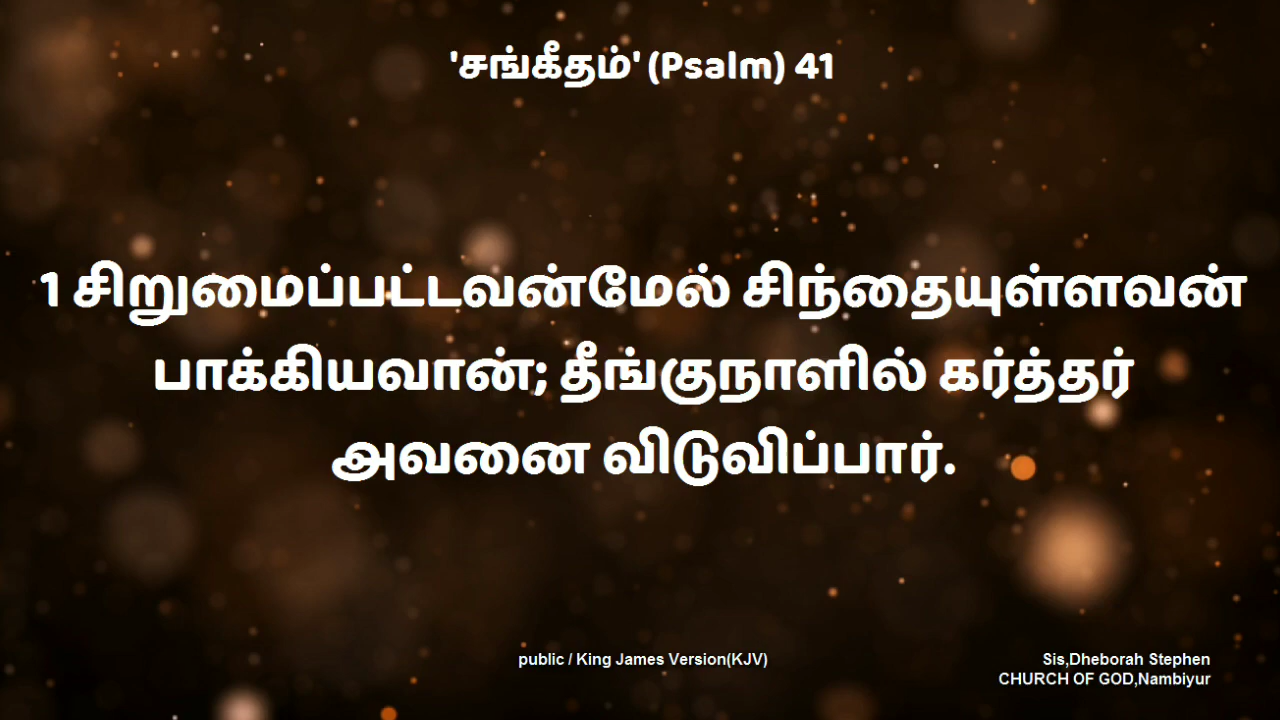 'சங்கீதம்' (Psalm) 41
1 சிறுமைப்பட்டவன்மேல் சிந்தையுள்ளவன்
பாக்கியவான்; தீங்குநாளில் கர்த்தர்
அவனை விடுவிப்பார்.
public / King James Version(KJV)
Sis,Dheborah Stephen
CHURCH OF GOD,Nambiyur